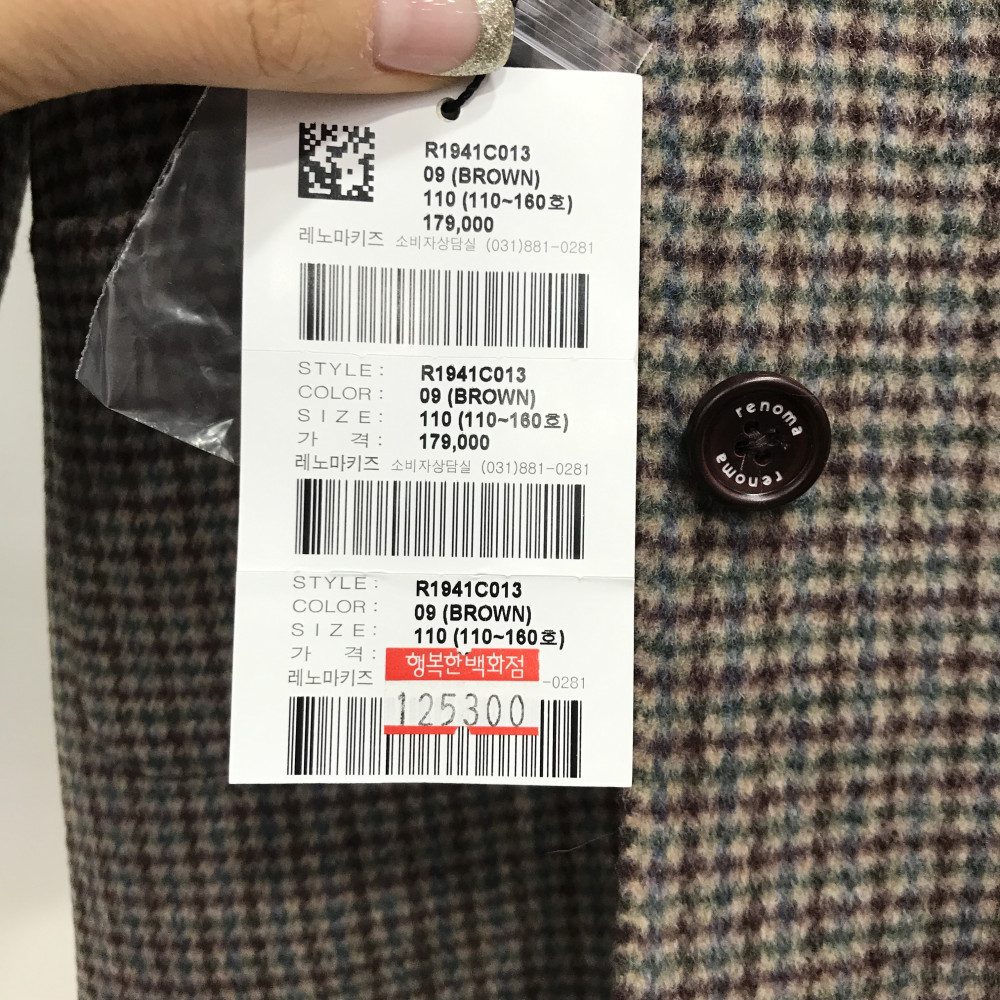 R1941C013
09 (BROWN)
110 (110~160호)
179,000
레노마키즈 소비자상담실 (031)881-0281
STYLE: R1941C013
COLOR: 09 (BROWN)
SIZE: 110 (110~160호)
가 격: 179,000
레노마키즈 소비자상담실 (031)881-0281
STYLE: R1941C013
COLOR: 09 (BROWN)
SIZE: 110 (110~160호)
가 격: 행복한백화점
레노마키즈 -0281
125300
renoma
renoma